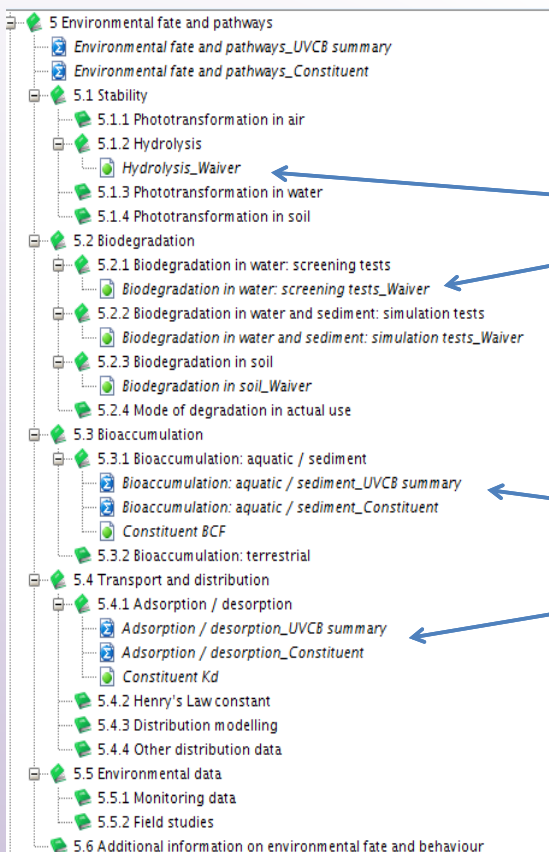 5 Environmental fate and pathways
Environmental fate and pathways_UVCB summary
Environmental fate and pathways_Constituent
5.1 Stability
5.1.1 Phototransformation in air
5.1.2 Hydrolysis
Hydrolysis_Waiver
5.1.3 Phototransformation in water
5.1.4 Phototransformation in soil
5.2 Biodegradation
5.2.1 Biodegradation in water: screening tests
Biodegradation in water: screening tests_Waiver
5.2.2 Biodegradation in water and sediment: simulation tests
Biodegradation in water and sediment: simulation tests_Waiver
5.2.3 Biodegradation in soil
Biodegradation in soil_Waiver
5.2.4 Mode of degradation in actual use
5.3 Bioaccumulation
5.3.1 Bioaccumulation: aquatic / sediment
Bioaccumulation: aquatic / sediment_UVCB summary
Bioaccumulation: aquatic / sediment_Constituent
Constituent BCF
5.3.2 Bioaccumulation: terrestrial
5.4 Transport and distribution
5.4.1 Adsorption / desorption
Adsorption / desorption_UVCB summary
Adsorption / desorption_Constituent
Constituent Kd
5.4.2 Henry's Law constant
5.4.3 Distribution modelling
5.4.4 Other distribution data
5.5 Environmental data
5.5.1 Monitoring data
5.5.2 Field studies
5.6 Additional information on environmental fate and behaviour